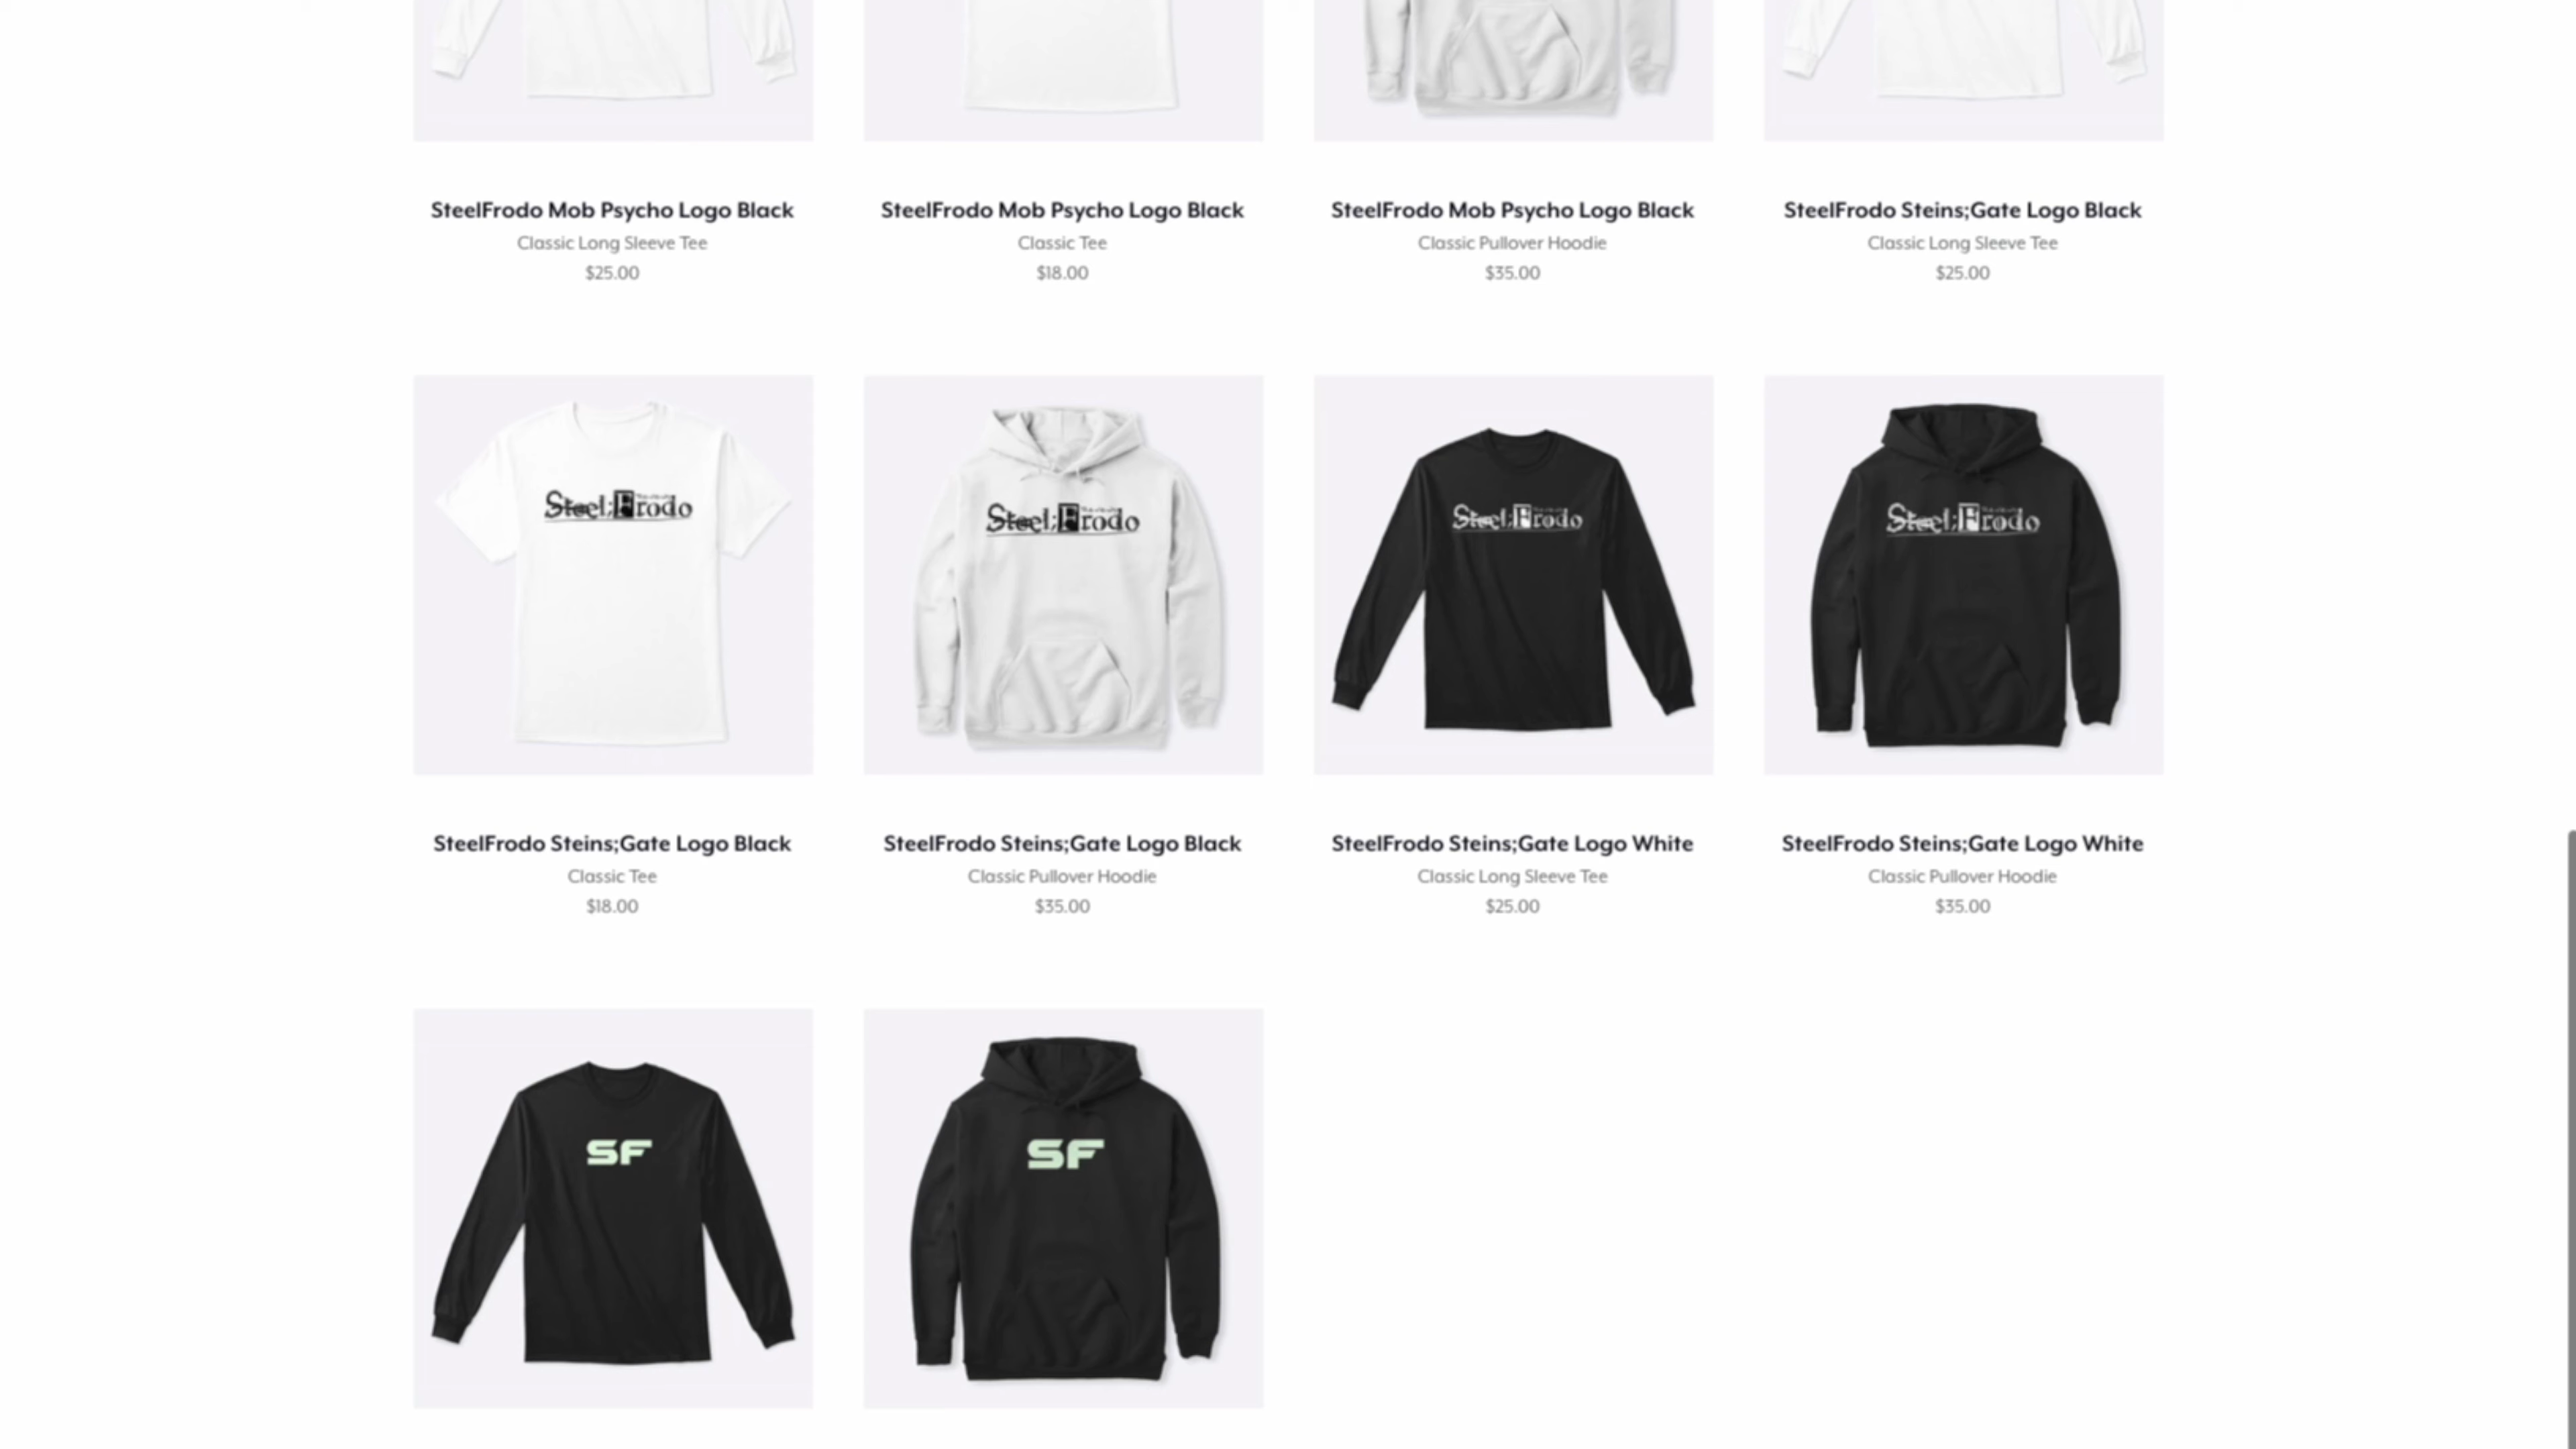 SteelFrodo Mob Psycho Logo Black
Classic Long Sleeve Tee
$25.00
SteelFrodo Mob Psycho Logo Black
Classic Tee
$18.00
SteelFrodo Mob Psycho Logo Black
Classic Pullover Hoodie
$35.00
SteelFrodo Steins;Gate Logo Black
Classic Long Sleeve Tee
$25.00
Steel;Frodo
SteelFrodo Steins;Gate Logo Black
Classic Tee
$18.00
Steel;Frodo
SteelFrodo Steins;Gate Logo Black
Classic Pullover Hoodie
$35.00
Steel;Frodo
SteelFrodo Steins;Gate Logo White
Classic Long Sleeve Tee
$25.00
Steel;Frodo
SteelFrodo Steins;Gate Logo White
Classic Pullover Hoodie
$35.00
SF
SF